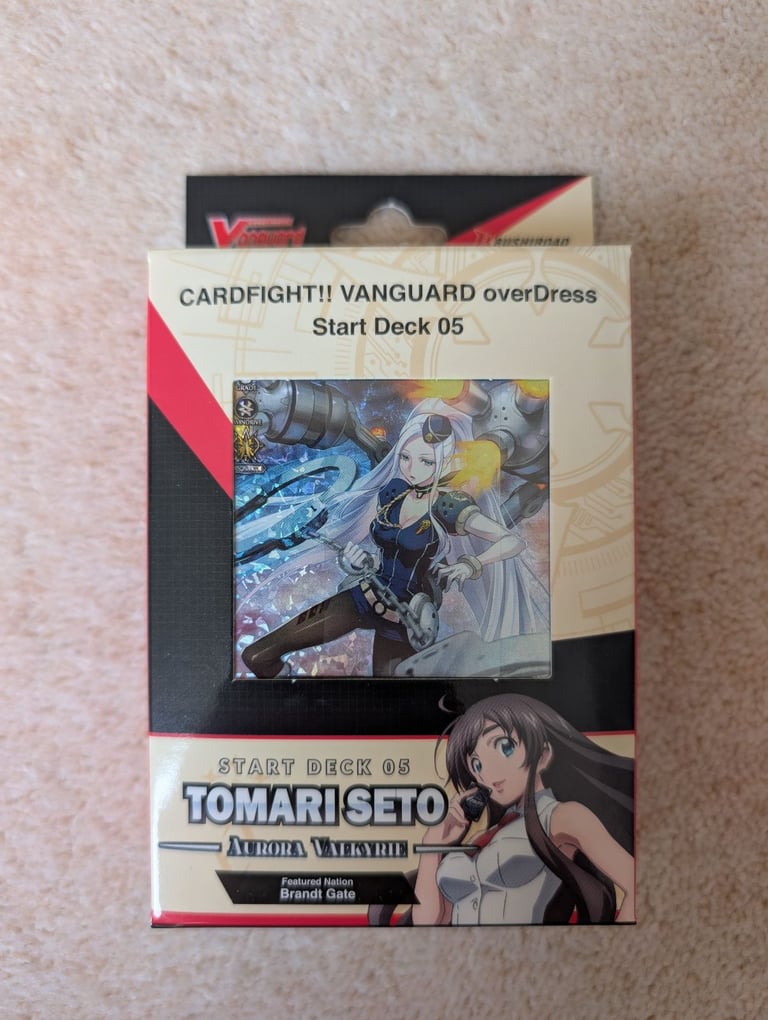 VANGUARD
BUSHIROAD
CARDFIGHT!! VANGUARD overDress
Start Deck 05
GRADE
START DECK 05
TOMARI SETO
AURORA VALKYRIE
Featured Nation
Brandt Gate